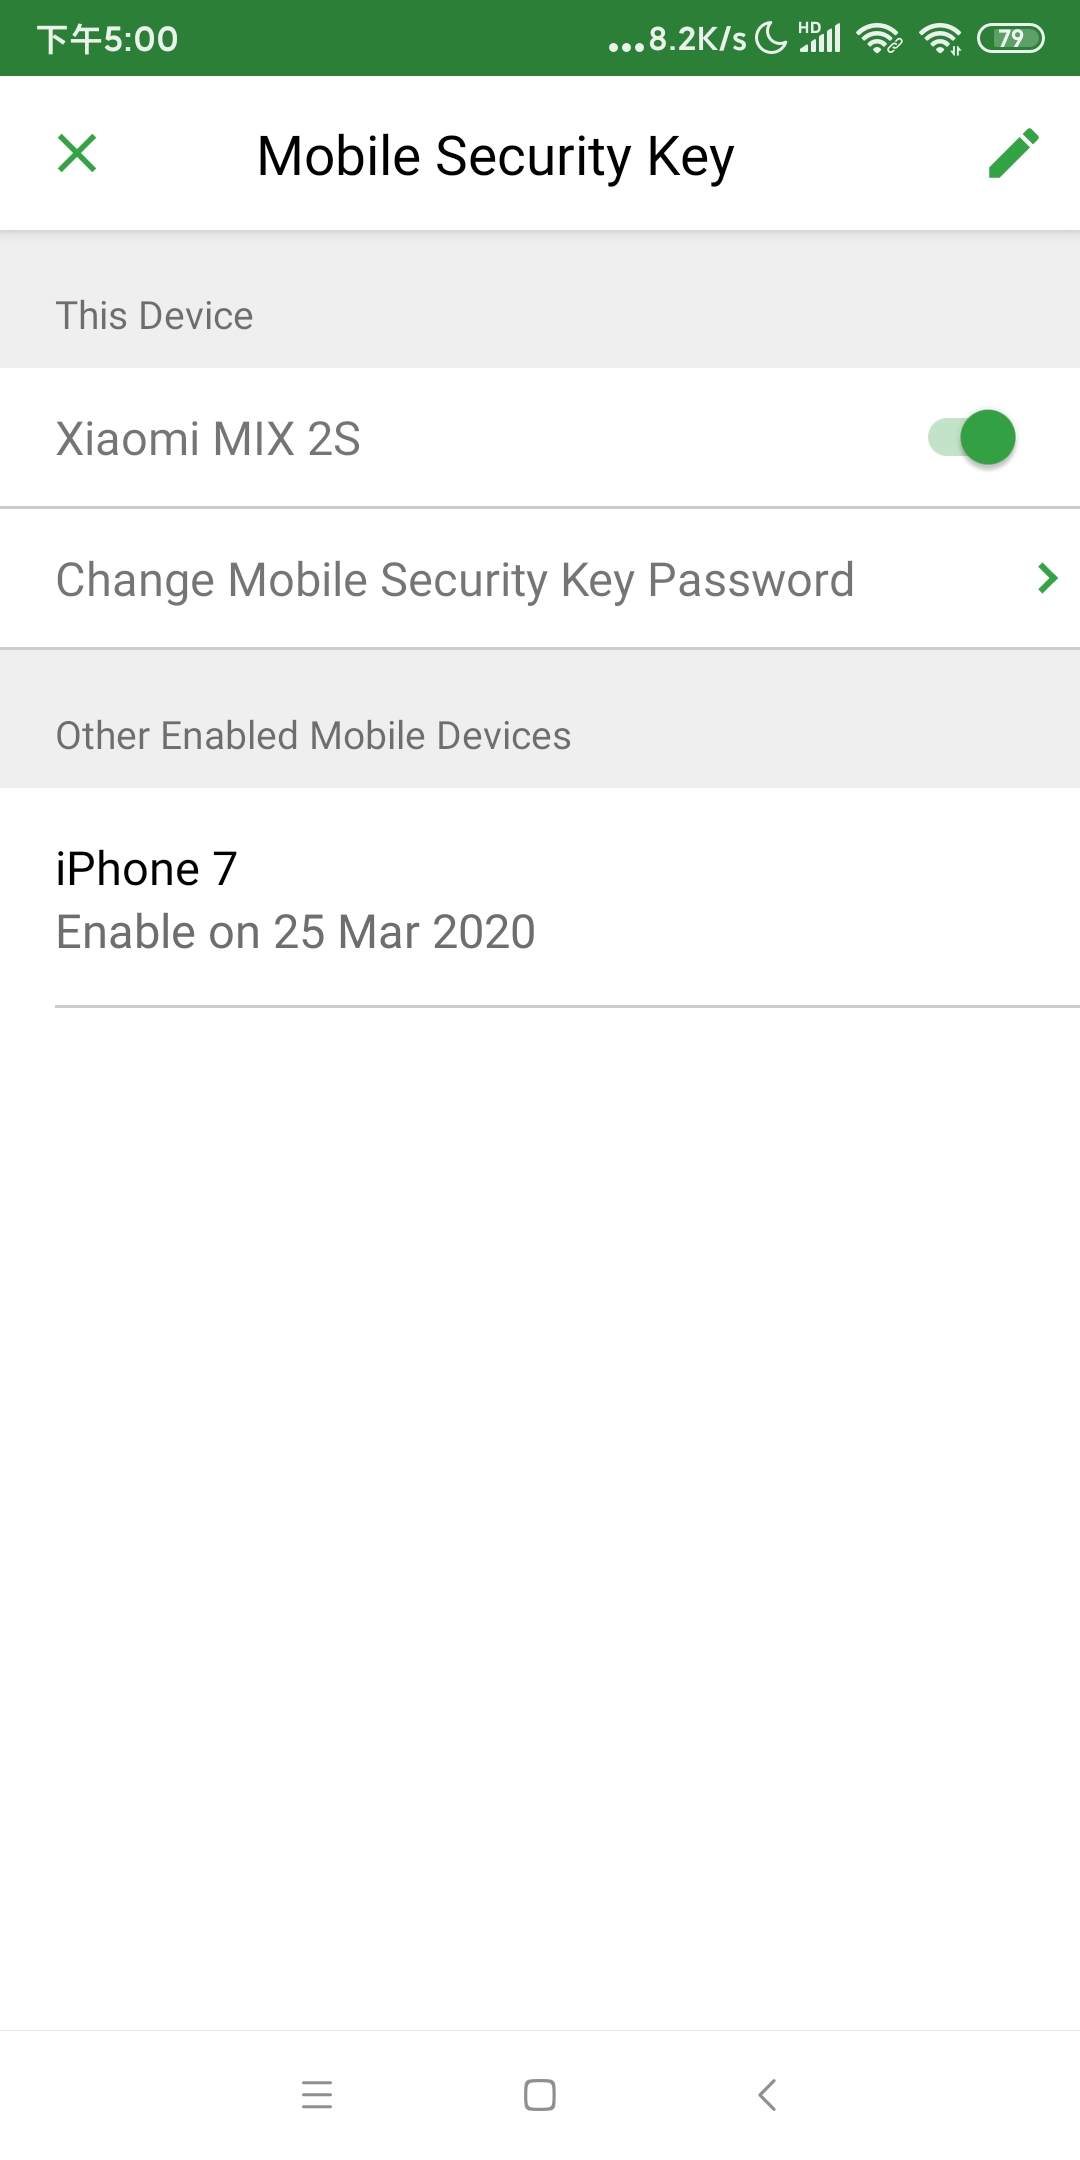 下午5:00
...8.2K/s HD 79
Mobile Security Key
This Device
Xiaomi MIX 2S
Change Mobile Security Key Password
Other Enabled Mobile Devices
iPhone 7
Enable on 25 Mar 2020